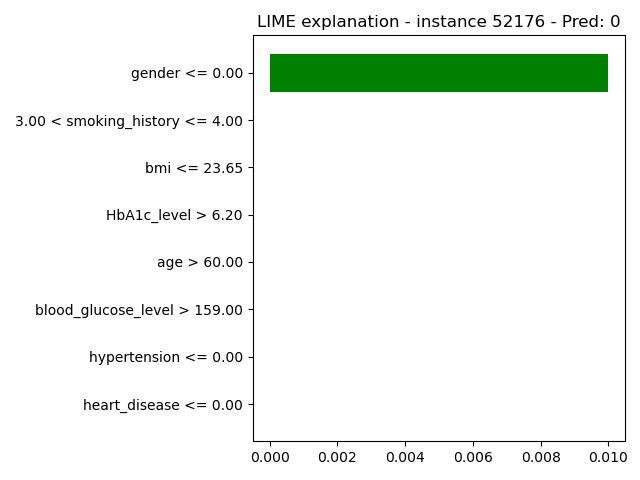 LIME explanation - instance 52176 - Pred: 0
gender <= 0.00
3.00 < smoking_history <= 4.00
bmi <= 23.65
HbA1c_level > 6.20
age > 60.00
blood_glucose_level > 159.00
hypertension <= 0.00
heart_disease <= 0.00
0.000 0.002 0.004 0.006 0.008 0.010